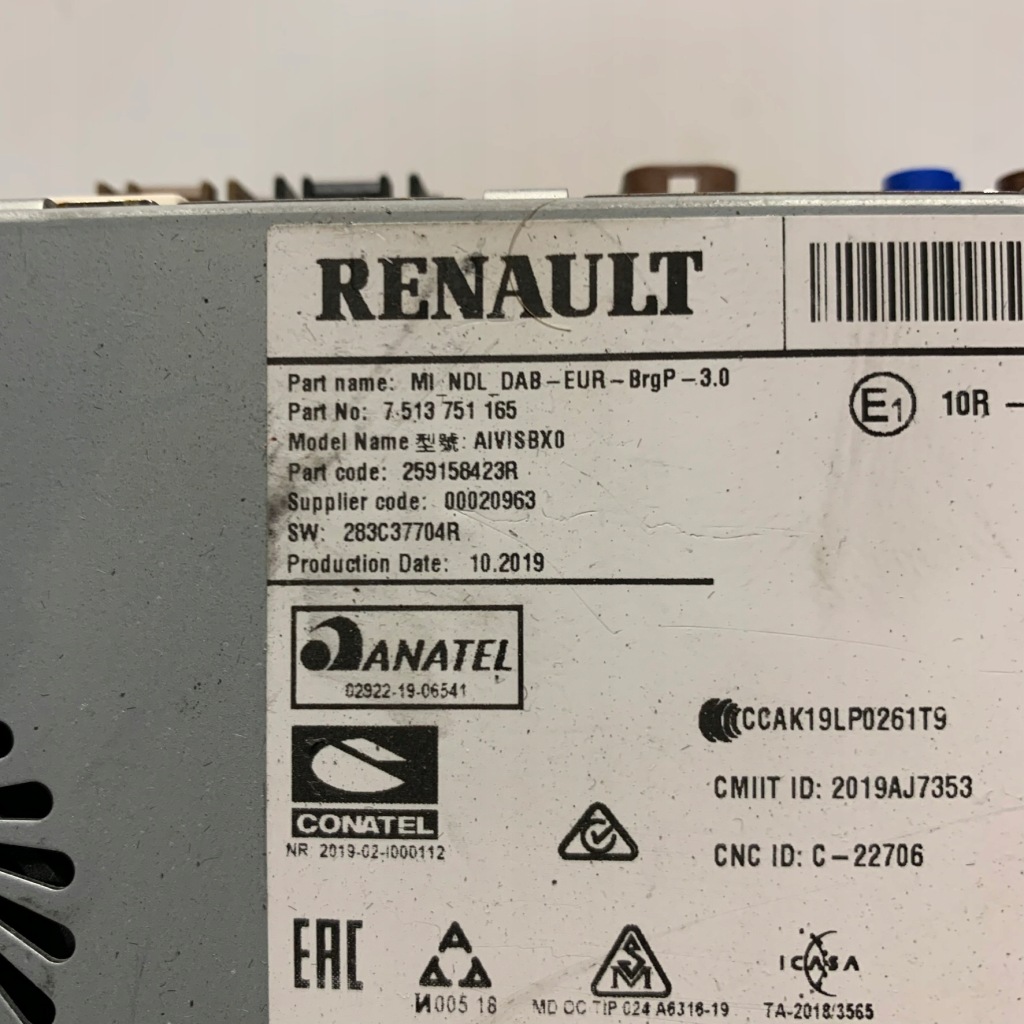 RENAULT
Part name: MI_NDL_DAB-EUR-BrgP-3.0
Part No: 7 513 751 165
Model Name 型號: AIVISBX0
Part code: 259158423R
Supplier code: 00020963
SW: 283C37704R
Production Date: 10.2019
E1 10R -
ANATEL
02922-19-06541
CCAK19LP0261T9
CMIIT ID: 2019AJ7353
CONATEL
NR: 2019-02-I000112
CNC ID: C-22706
EAC
И005 18
SM
MD OC TIP 024 A6316-19
ICASA
TA-2018/3565